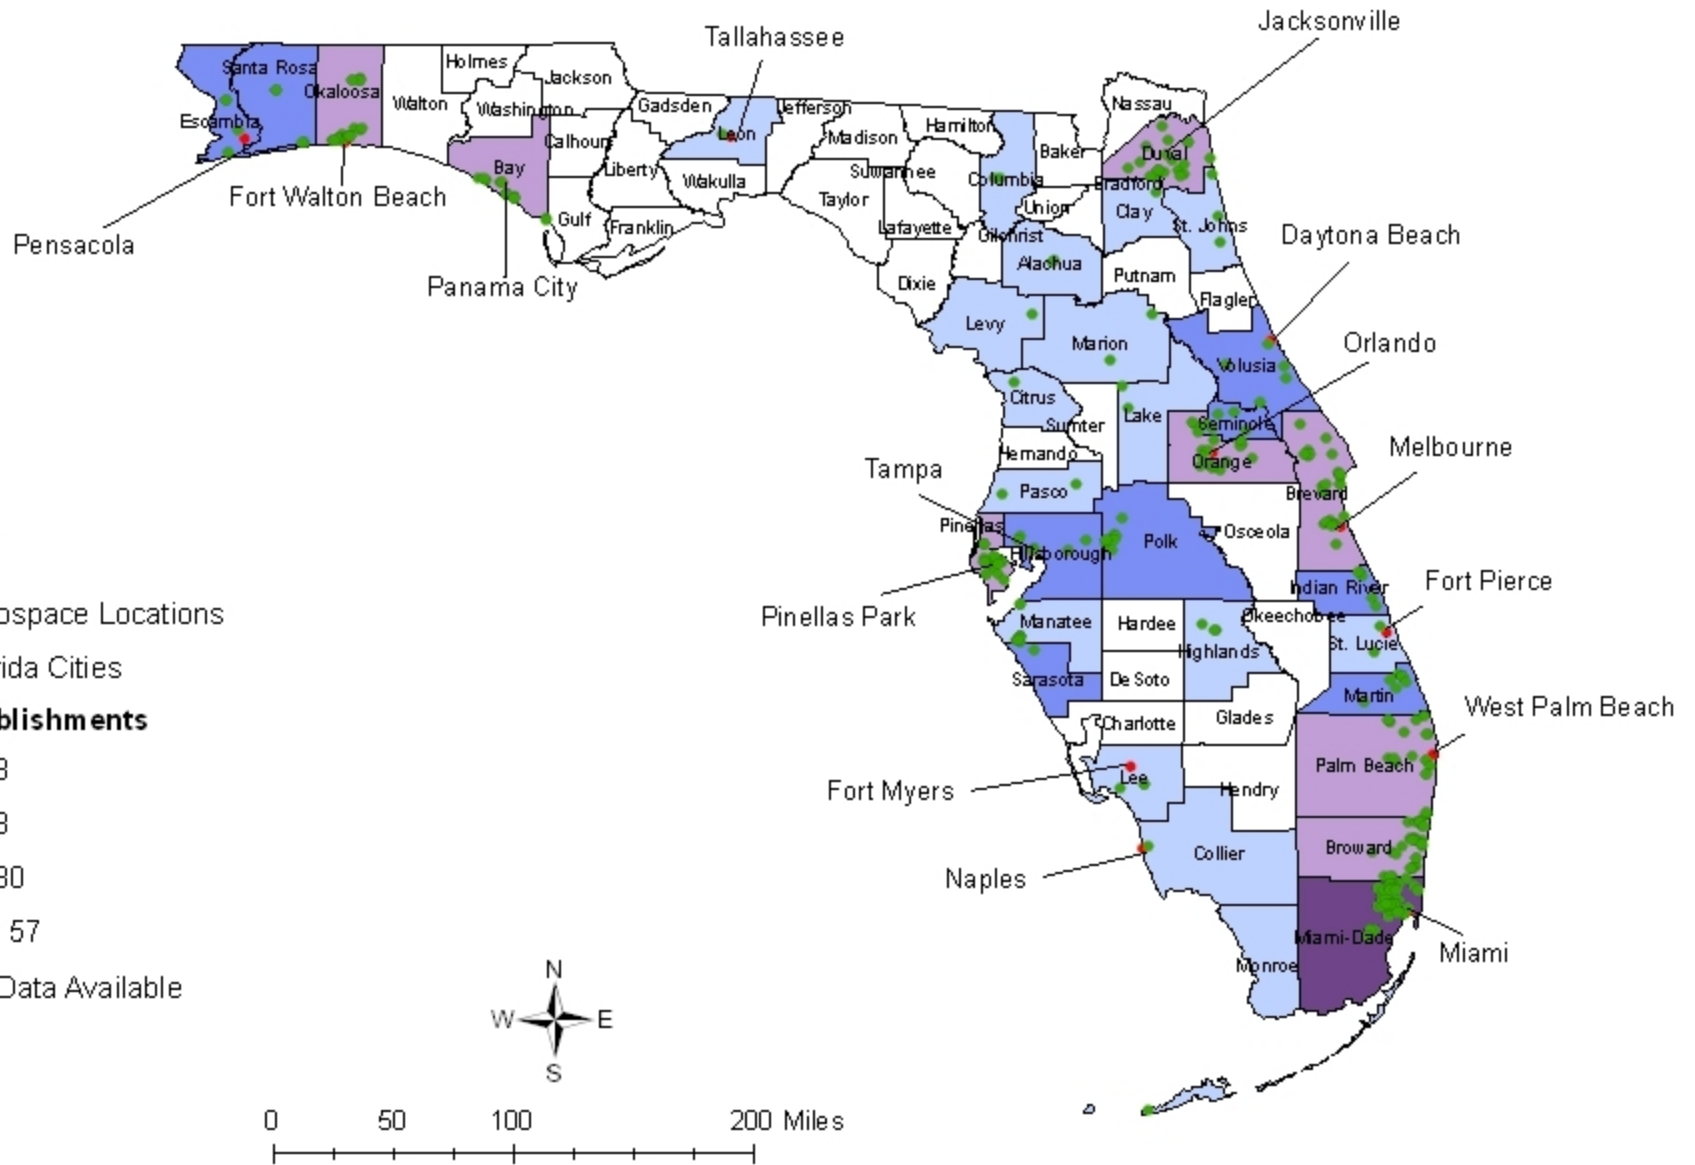 Jacksonville
Tallahassee
Holmes
Santa Rosa
Jackson
Okaloosa
Walton
Washington
Gadsden
Jefferson
Nassau
Escambia
Leon
Madison
Hamilton
Calhoun
Baker
Duval
Bay
Liberty
Wakulla
Suwannee
Columbia
Bradford
Fort Walton Beach
Taylor
Union
Clay
Gulf
Franklin
Lafayette
Gilchrist
St. Johns
Pensacola
Daytona Beach
Alachua
Putnam
Panama City
Dixie
Flagler
Levy
Marion
Orlando
Volusia
Citrus
Lake
Sumter
Seminole
Hernando
Melbourne
Tampa
Orange
Pasco
Brevard
Pinellas
Osceola
Polk
Hillsborough
Fort Pierce
Indian River
ospace Locations
Pinellas Park
Manatee
Hardee
Okeechobee
St. Lucie
Highlands
rida Cities
Sarasota
De Soto
Martin
West Palm Beach
blishments
Charlotte
Glades
Palm Beach
3
Lee
Fort Myers
Hendry
3
Broward
Collier
30
Naples
57
Miami-Dade
Miami
Monroe
N
Data Available
W E
S
0 50 100 200 Miles